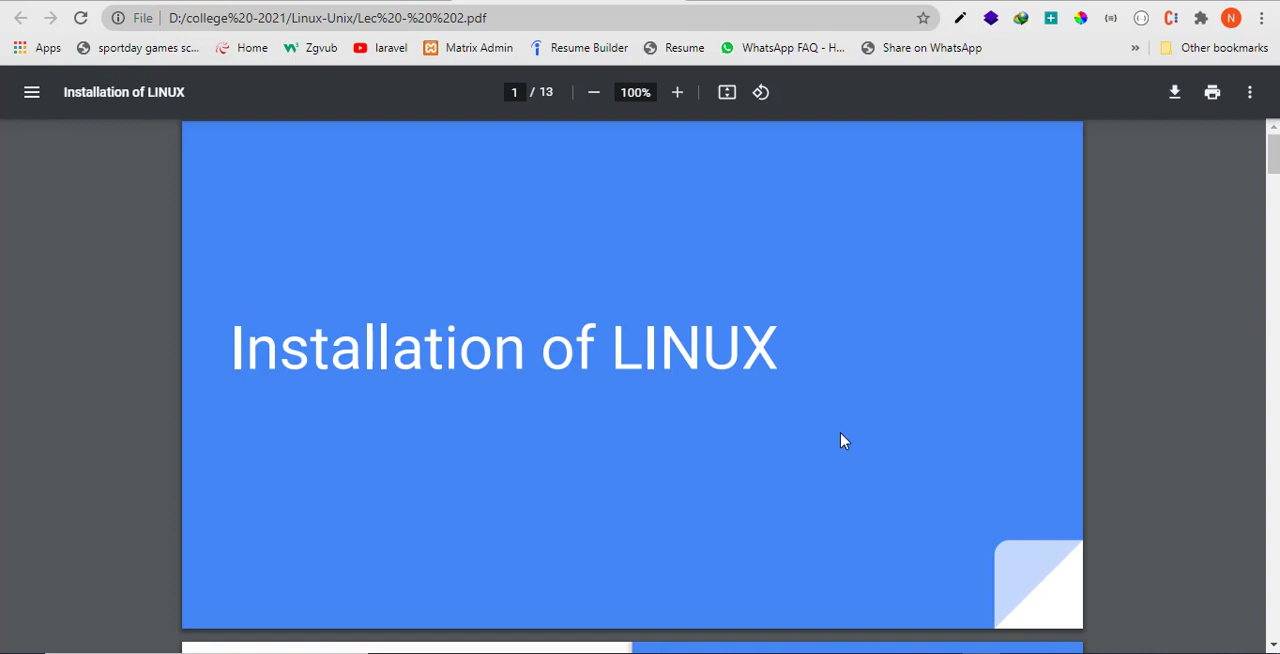 File | D:/college%20-2021/Linux-Unix/Lec%20-%20%202.pdf N
Apps sportday games sc... Home Zgvub laravel Matrix Admin Resume Builder Resume WhatsApp FAQ - H... Share on WhatsApp » Other bookmarks
Installation of LINUX 1 / 13 100%
Installation of LINUX